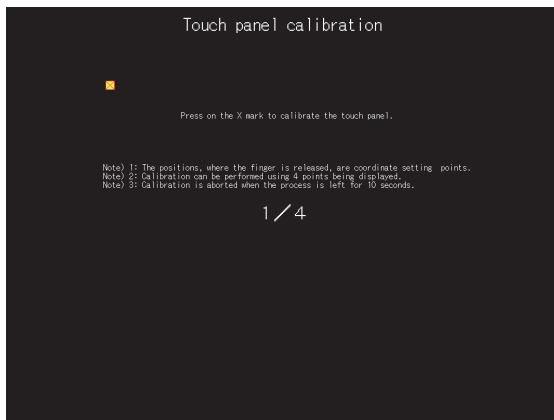 Touch panel calibration
X
Press on the X mark to calibrate the touch panel.
Note) 1: The positions, where the finger is released, are coordinate setting points.
Note) 2: Calibration can be performed using 4 points being displayed.
Note) 3: Calibration is aborted when the process is left for 10 seconds.
1/4